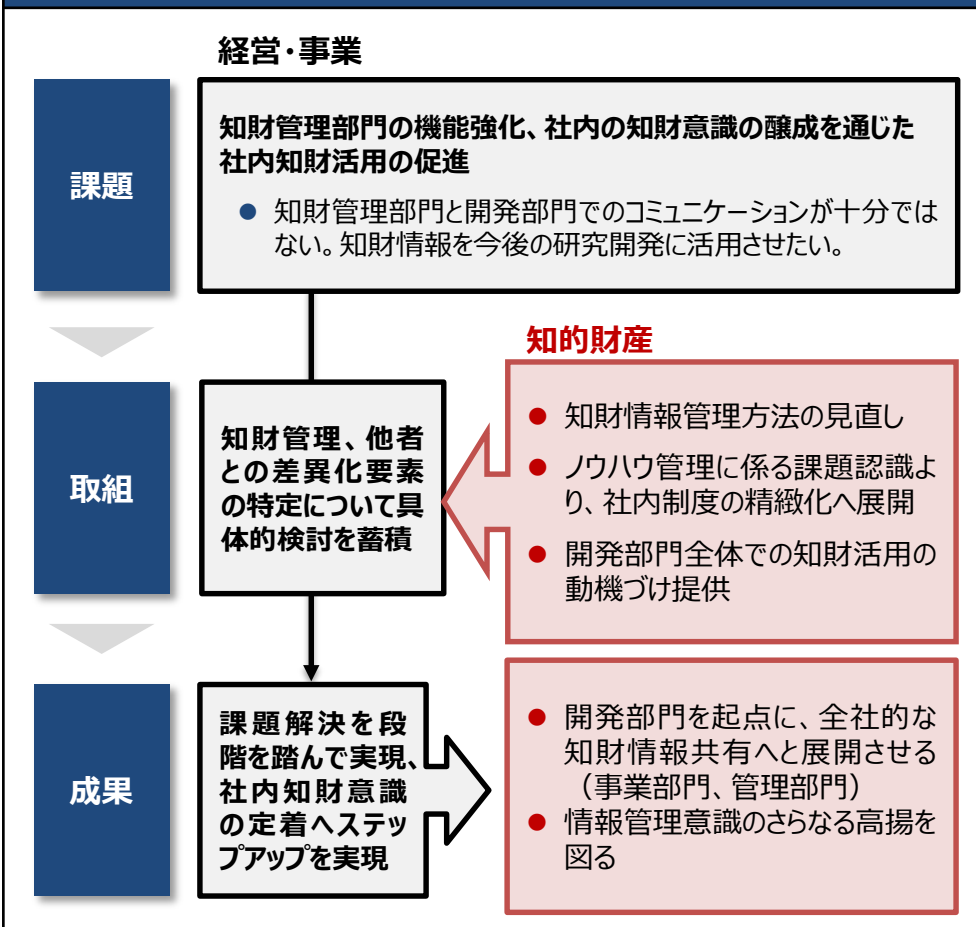 経営・事業
課題
知財管理部門の機能強化、社内の知財意識の醸成を通じた
社内知財活用の促進
● 知財管理部門と開発部門でのコミュニケーションが十分では
ない。知財情報を今後の研究開発に活用させたい。
知的財産
取組
知財管理、他者
との差異化要素
の特定について具
体的検討を蓄積
● 知財情報管理方法の見直し
● ノウハウ管理に係る課題認識よ
り、社内制度の精緻化へ展開
● 開発部門全体での知財活用の
動機づけ提供
成果
課題解決を段
階を踏んで実現、
社内知財意識
の定着へステッ
プアップを実現
● 開発部門を起点に、全社的な
知財情報共有へと展開させる
（事業部門、管理部門）
● 情報管理意識のさらなる高揚を
図る